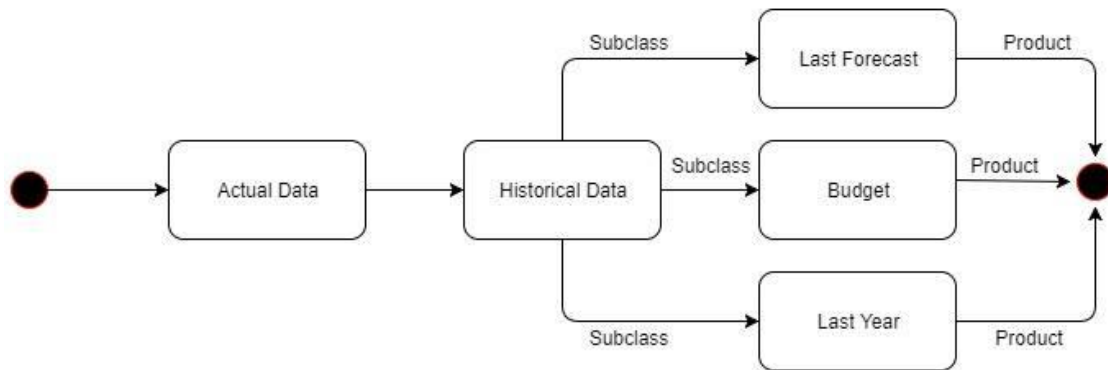 Subclass
Last Forecast
Product
Actual Data
Historical Data
Subclass
Budget
Product
Subclass
Last Year
Product